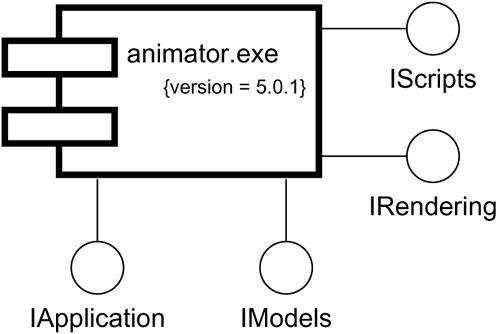 animator.exe
{version = 5.0.1}
IScripts
IRendering
IApplication
IModels